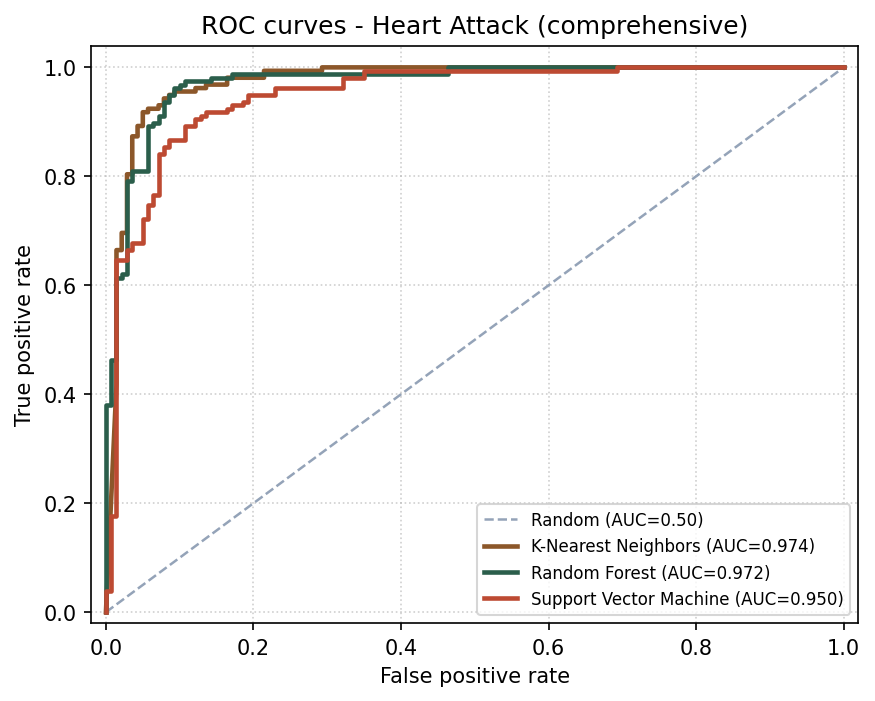 ROC curves - Heart Attack (comprehensive)
True positive rate
1.0
0.8
0.6
0.4
0.2
0.0
Random (AUC=0.50)
K-Nearest Neighbors (AUC=0.974)
Random Forest (AUC=0.972)
Support Vector Machine (AUC=0.950)
0.0 0.2 0.4 0.6 0.8 1.0
False positive rate